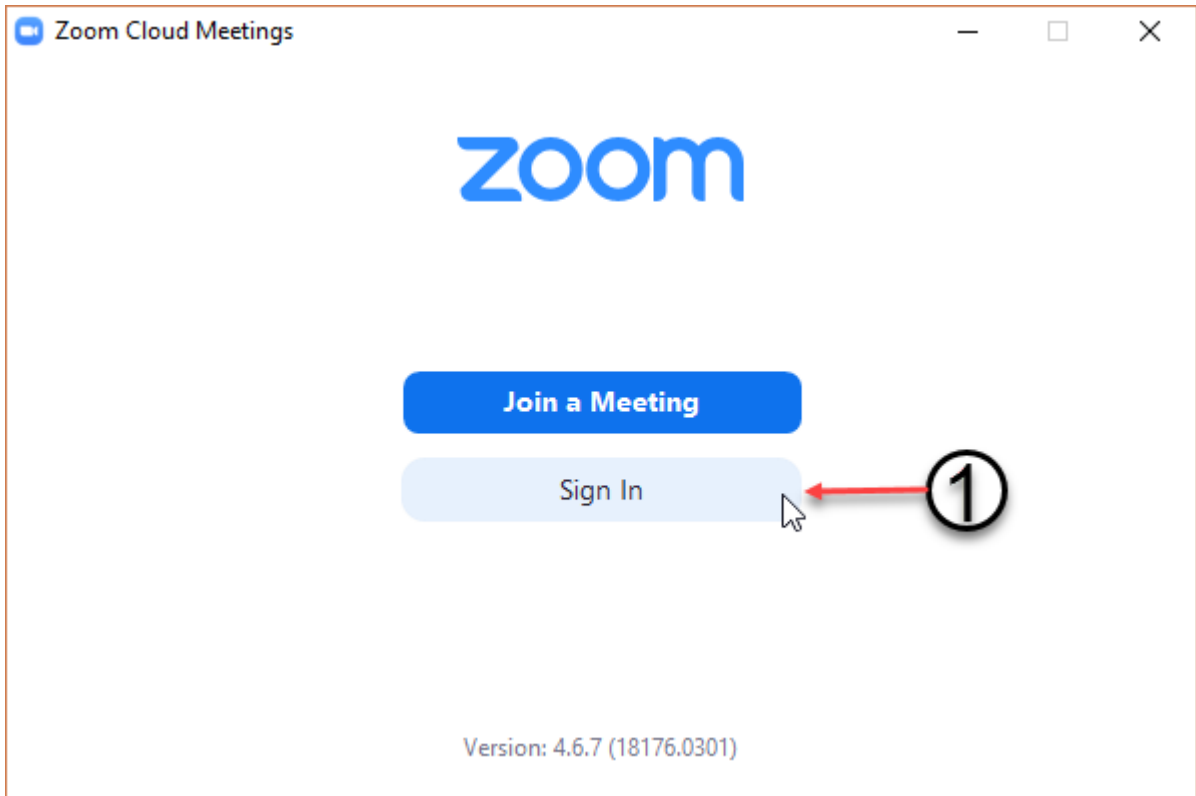 Zoom Cloud Meetings
zoom
Join a Meeting
Sign In
1
Version: 4.6.7 (18176.0301)